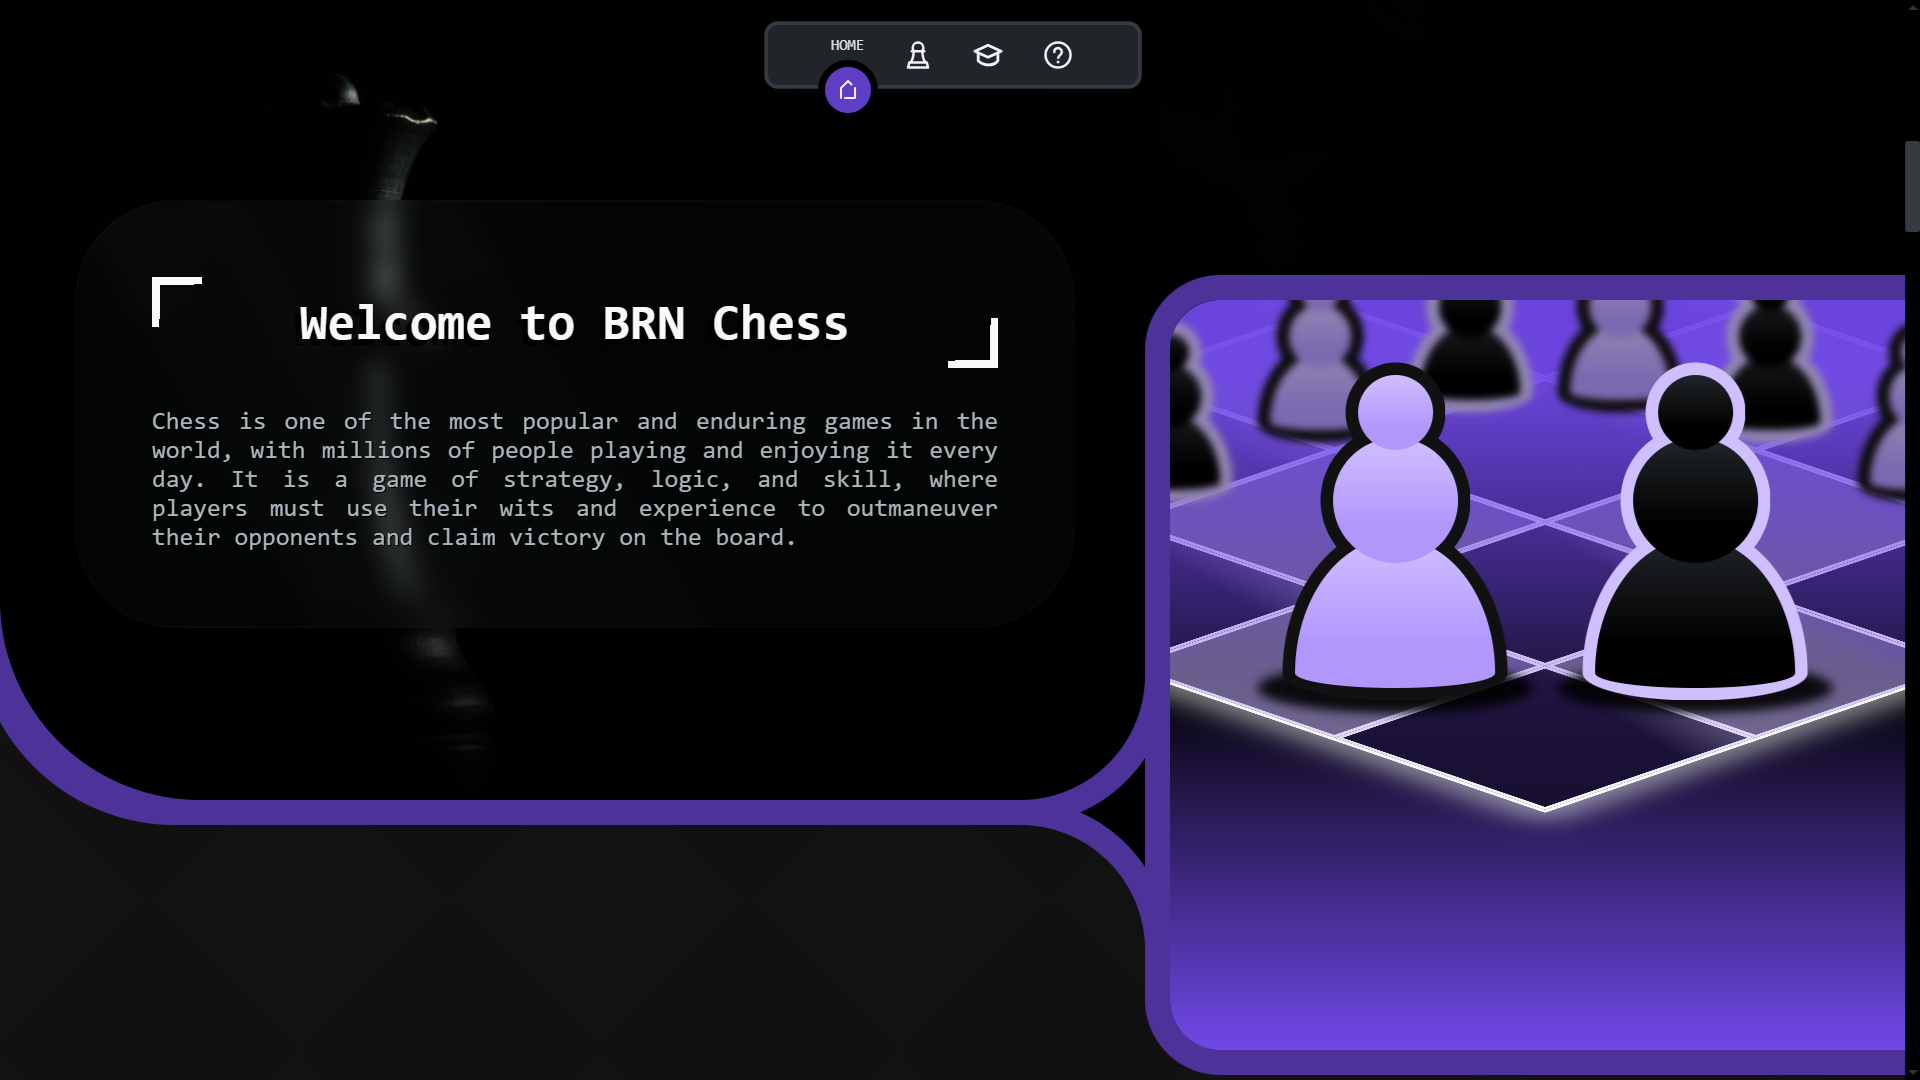 HOME
Welcome to BRN Chess
Chess is one of the most popular and enduring games in the
world, with millions of people playing and enjoying it every
day. It is a game of strategy, logic, and skill, where
players must use their wits and experience to outmaneuver
their opponents and claim victory on the board.